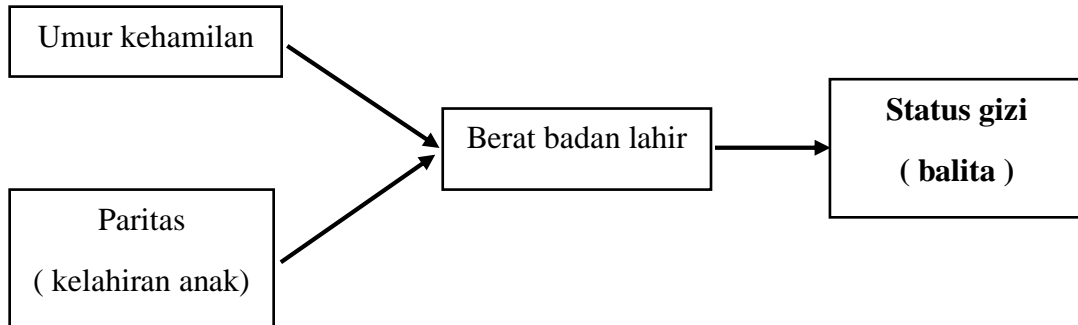 Umur kehamilan
Paritas
( kelahiran anak)
Berat badan lahir
Status gizi
( balita )